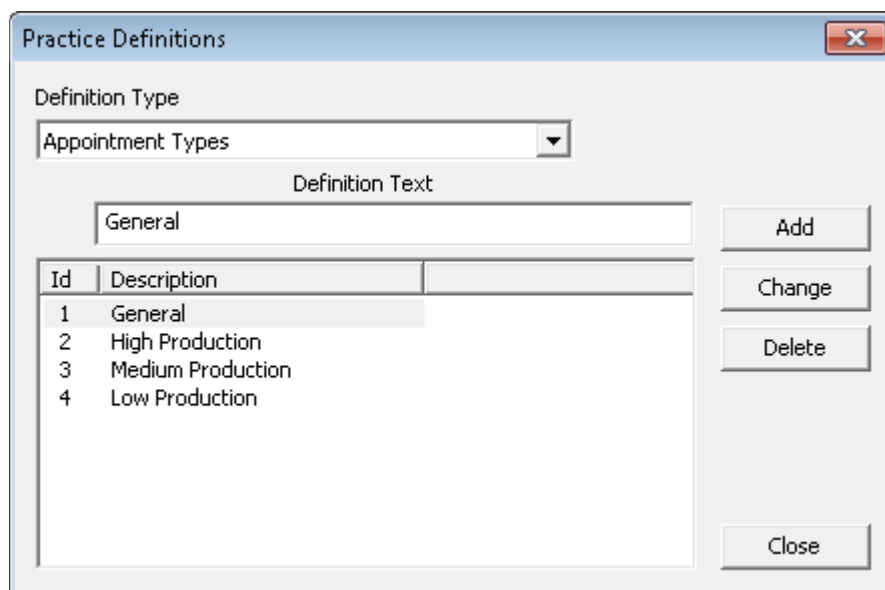 Practice Definitions
Definition Type
Appointment Types
Definition Text
General
Add
Id Description
Change
1 General
2 High Production
Delete
3 Medium Production
4 Low Production
Close